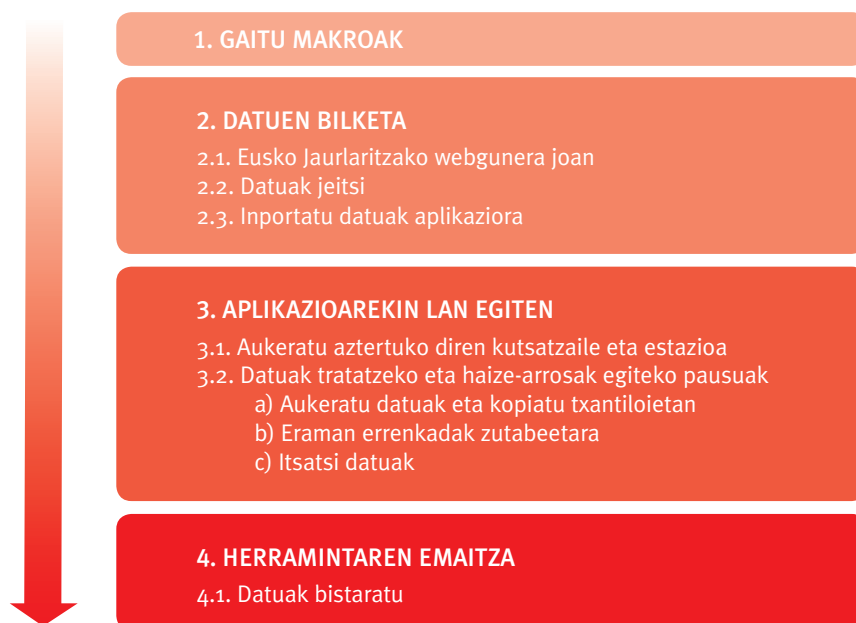 1. GAITU MAKROAK
2. DATUEN BILKETA
2.1. Eusko Jaurlaritzako webgunera joan
2.2. Datuak jeitsi
2.3. Inportatu datuak aplikaziora
3. APLIKAZIOAREKIN LAN EGITEN
3.1. Aukeratu aztertuko diren kutsatzaile eta estazioa
3.2. Datuak tratatzeko eta haize-arrosak egiteko pausuak
a) Aukeratu datuak eta kopiatu txantiloietan
b) Eraman errenkadak zutabeetara
c) Itsatsi datuak
4. HERRAMINTAREN EMAITZA
4.1. Datuak bistaratu